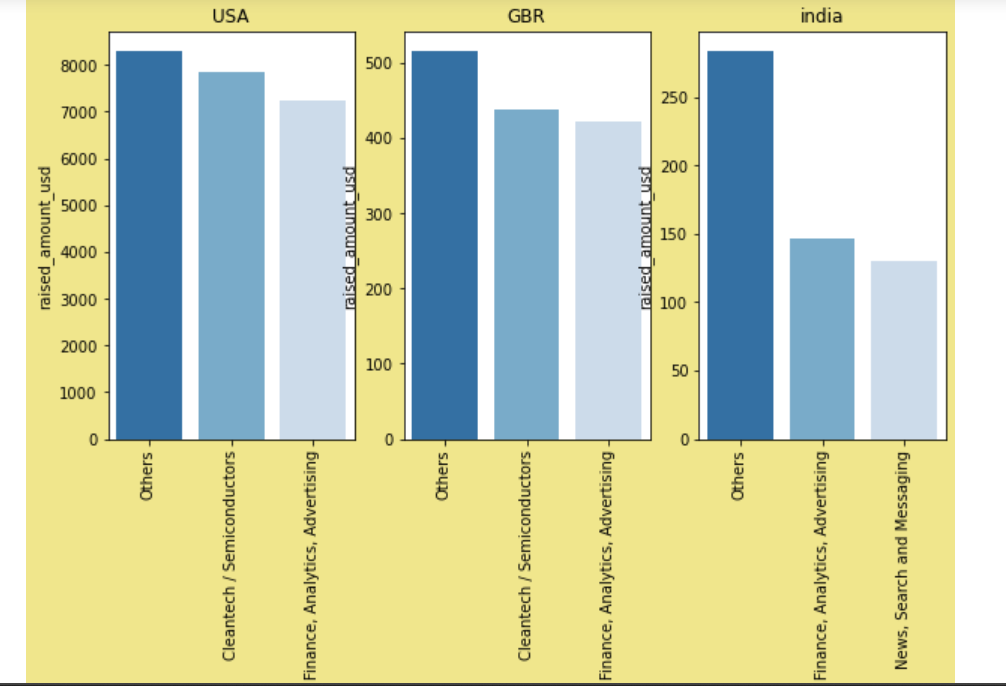 USA
8000
7000
6000
5000
4000
3000
2000
1000
0
raised_amount_usd
Others
Cleantech / Semiconductors
Finance, Analytics, Advertising
GBR
500
400
300
200
100
0
raised_amount_usd
Others
Cleantech / Semiconductors
Finance, Analytics, Advertising
india
250
200
150
100
50
0
raised_amount_usd
Others
Finance, Analytics, Advertising
News, Search and Messaging